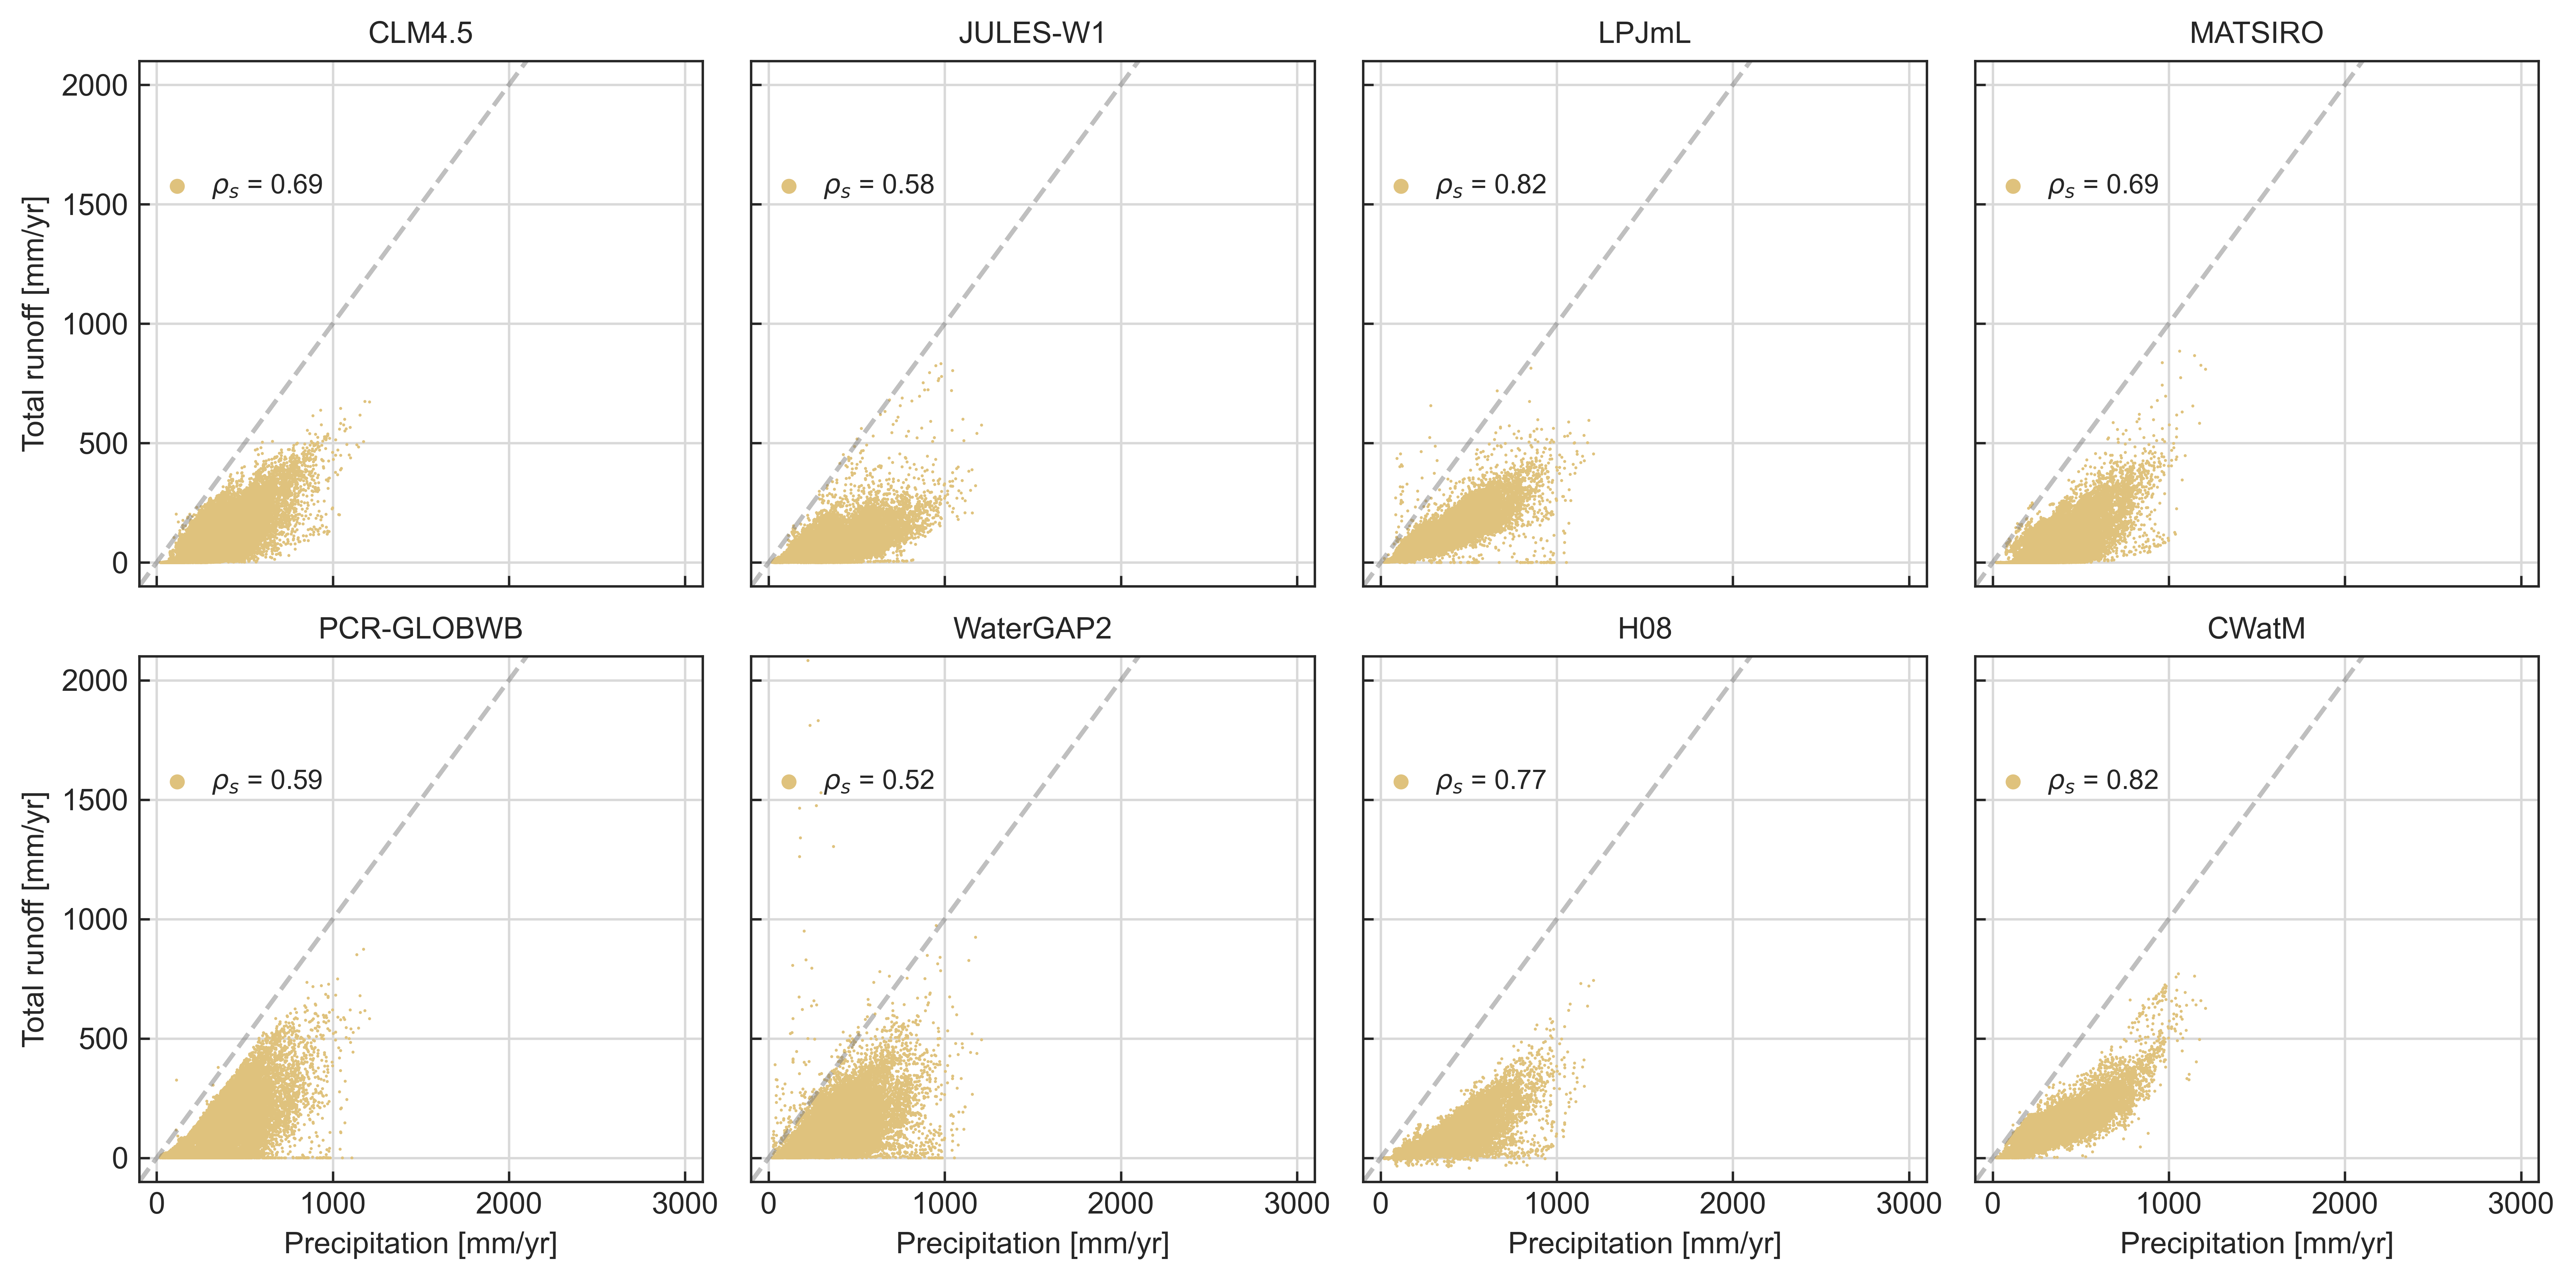 CLM4.5
JULES-W1
LPJmL
MATSIRO
2000
1500
1000
500
0
Total runoff [mm/yr]
ρs = 0.69
ρs = 0.58
ρs = 0.82
ρs = 0.69
PCR-GLOBWB
WaterGAP2
H08
CWatM
2000
1500
1000
500
0
Total runoff [mm/yr]
ρs = 0.59
ρs = 0.52
ρs = 0.77
ρs = 0.82
0 1000 2000 3000
0 1000 2000 3000
0 1000 2000 3000
0 1000 2000 3000
Precipitation [mm/yr]
Precipitation [mm/yr]
Precipitation [mm/yr]
Precipitation [mm/yr]